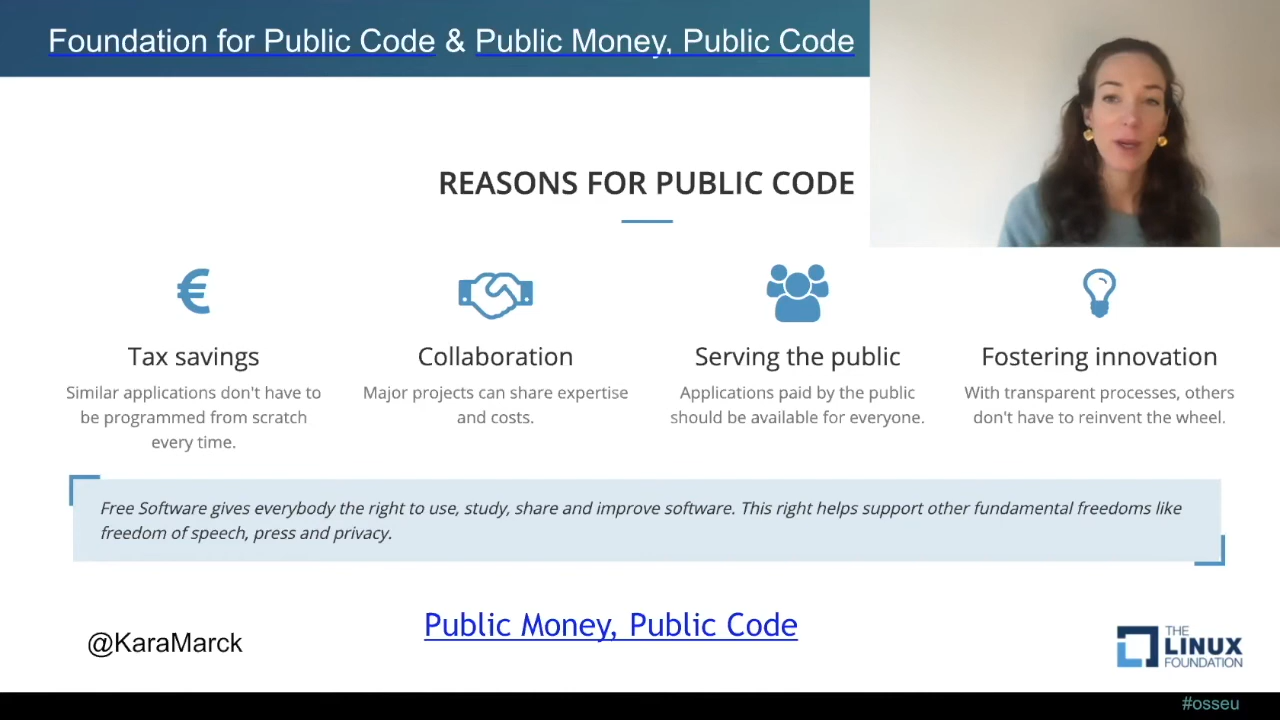 Foundation for Public Code & Public Money, Public Code
REASONS FOR PUBLIC CODE
Tax savings
Similar applications don't have to
be programmed from scratch
every time.
Collaboration
Major projects can share expertise
and costs.
Serving the public
Applications paid by the public
should be available for everyone.
Fostering innovation
With transparent processes, others
don't have to reinvent the wheel.
Free Software gives everybody the right to use, study, share and improve software. This right helps support other fundamental freedoms like
freedom of speech, press and privacy.
Public Money, Public Code
@KaraMarck
THE
LINUX
FOUNDATION
#osseu